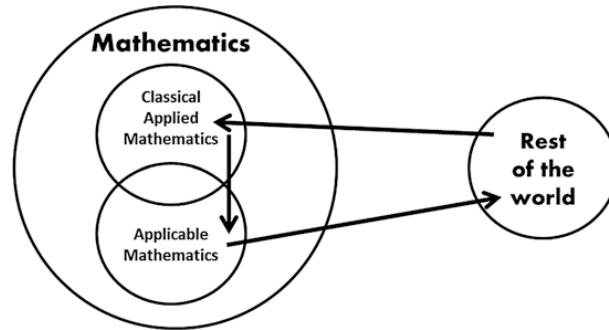 Mathematics
Classical
Applied
Mathematics
Applicable
Mathematics
Rest
of the
world